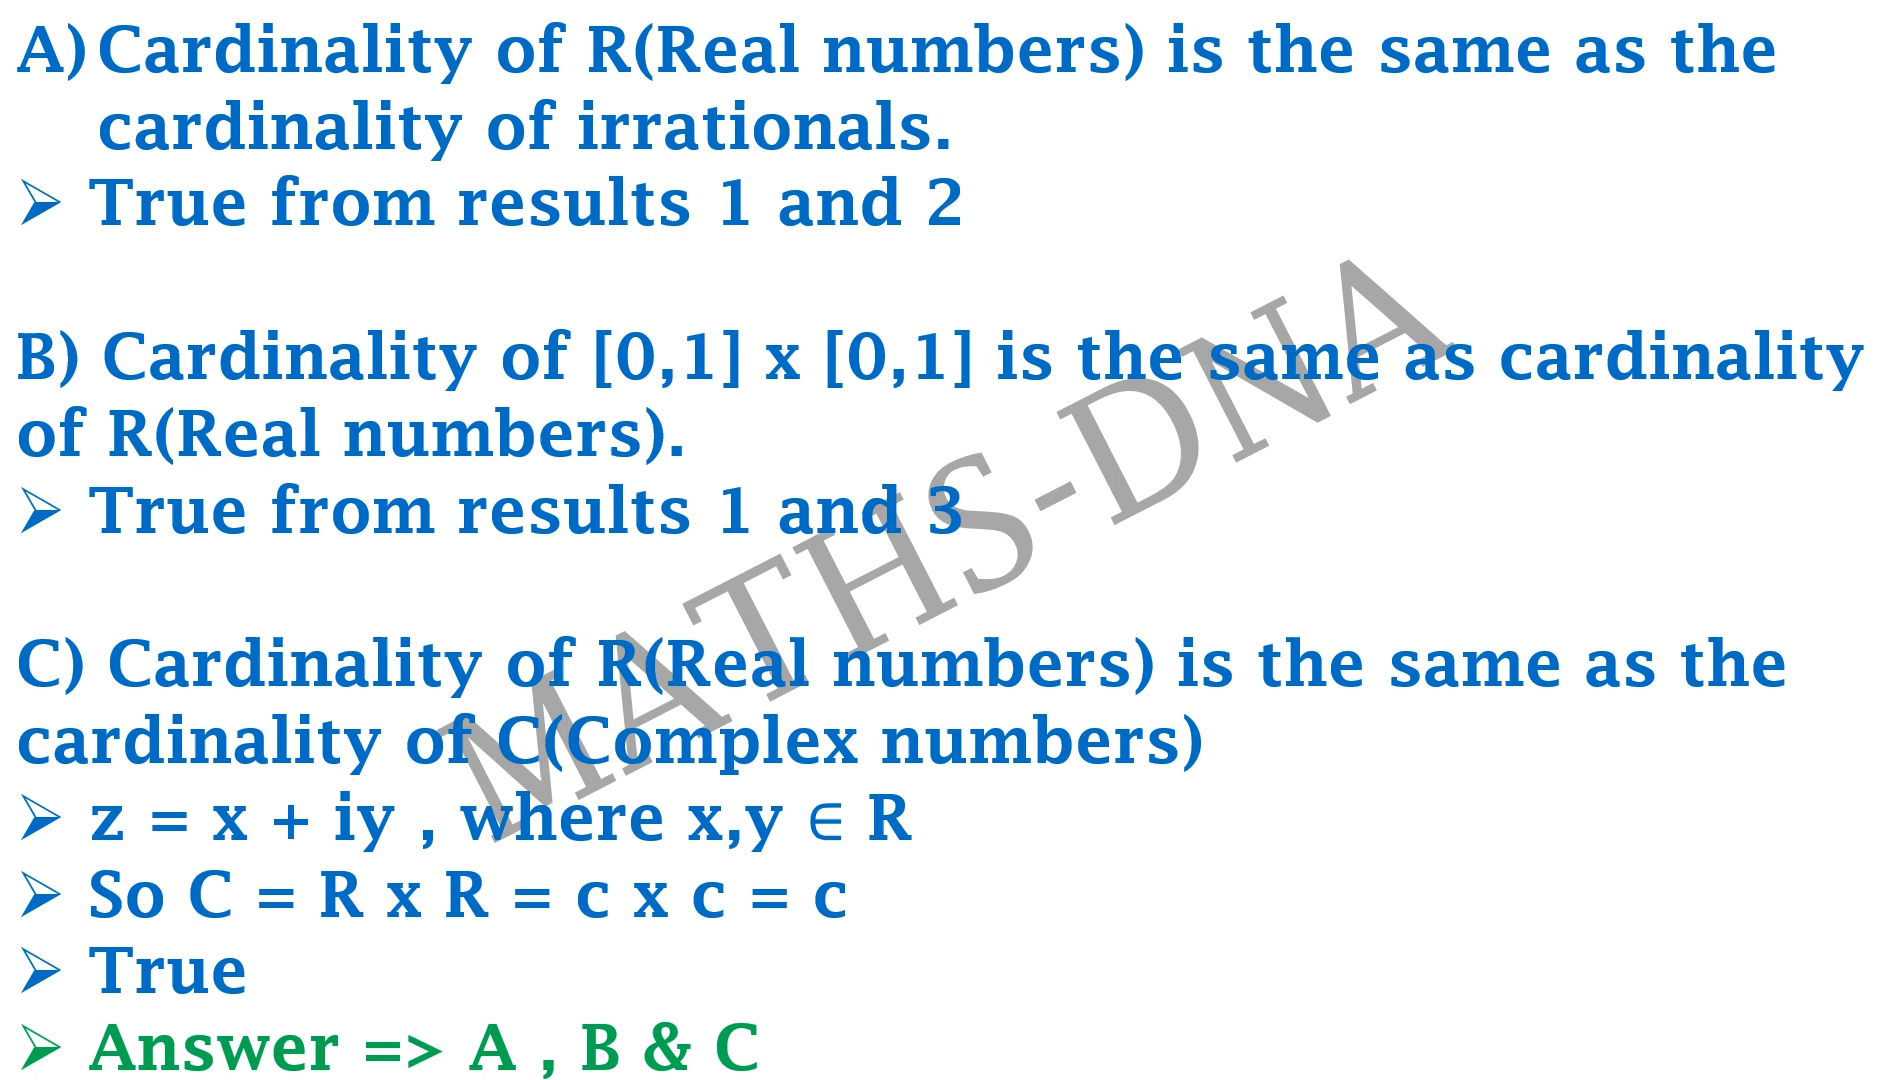 A) Cardinality of R(Real numbers) is the same as the
cardinality of irrationals.
➢ True from results 1 and 2
B) Cardinality of [0,1] x [0,1] is the same as cardinality
of R(Real numbers).
➢ True from results 1 and 3
C) Cardinality of R(Real numbers) is the same as the
cardinality of C(Complex numbers)
➢ z = x + iy , where x,y ∈ R
➢ So C = R x R = c x c = c
➢ True
➢ Answer => A , B & C
MATHS-DNA